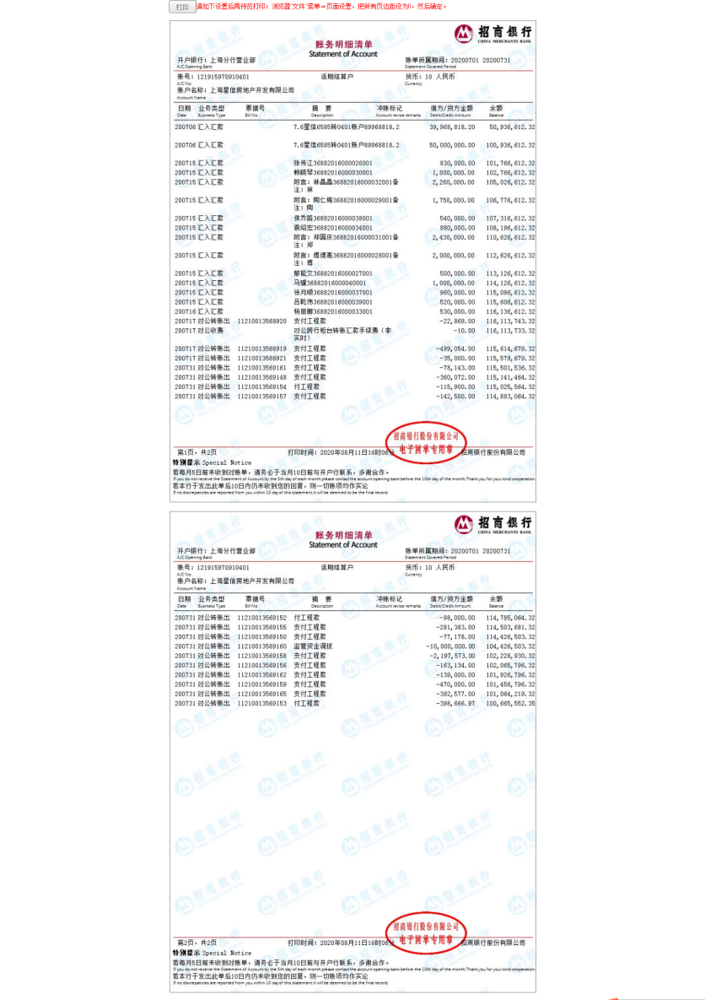 打印 请如下设置后再预览打印：浏览器"文件"菜单→页面设置，把所有页边距设为0，然后确定。
招商银行
CHINA MERCHANTS BANK
账务明细清单
Statement of Account
开户银行：上海分行营业部 账单所属期间：20200701 20200731
A/C Opening Bank Statement Covered Period
账号：121915970910401 活期结算户 货币：10 人民币
A/C No. Currency
账户名称：上海星信房地产开发有限公司
Account Name
日期 业务类型 票据号 摘 要 冲账标记 借方/贷方金额 余额
Date Business Type Bill No Description Account revise remarks Debit/Credit Amount Balance
200706 汇入汇款 7.6星信6585转0401账户89968818.2 39,968,818.20 50,936,612.32
200706 汇入汇款 7.6星信6585转0401账户89968818.2 50,000,000.00 100,936,612.32
200715 汇入汇款 张传江36882016000026001 830,000.00 101,766,612.32
200715 汇入汇款 赖晓琴36882016000030001 1,000,000.00 102,766,612.32
200715 汇入汇款 附言：林晶晶36882016000032001备 2,260,000.00 105,026,612.32
注：林
200715 汇入汇款 附言：陶仁梅36882016000029001备 1,750,000.00 106,776,612.32
注：陶
200715 汇入汇款 侯乔路36882016000038001 540,000.00 107,316,612.32
200715 汇入汇款 袁绍宏36882016000034001 880,000.00 108,196,612.32
200715 汇入汇款 附言：郑国庆36882016000031001备 2,430,000.00 110,626,612.32
注：郑
200715 汇入汇款 附言：傅德惠36882016000028001备 2,000,000.00 112,626,612.32
注：傅
200715 汇入汇款 郁能文36882016000027001 500,000.00 113,126,612.32
200715 汇入汇款 马键36882016000040001 1,000,000.00 114,126,612.32
200715 汇入汇款 徐月顺36882016000037001 960,000.00 115,086,612.32
200715 汇入汇款 吕乾伟36882016000039001 520,000.00 115,606,612.32
200716 汇入汇款 杨丽娜36882016000033001 530,000.00 116,136,612.32
200717 对公转账出 11210013568920 支付工程款 -22,869.00 116,113,743.32
200717 对公收费 对公跨行柜台转账汇款手续费（非 -10.00 116,113,733.32
实时）
200717 对公转账出 11210013568919 支付工程款 -499,054.00 115,614,679.32
200717 对公转账出 11210013568921 支付工程款 -35,000.00 115,579,679.32
200731 对公转账出 11210013569161 支付工程款 -78,143.00 115,501,536.32
200731 对公转账出 11210013569148 支付工程款 -360,072.00 115,141,464.32
200731 对公转账出 11210013569154 付工程款 -115,900.00 115,025,564.32
200731 对公转账出 11210013569157 支付工程款 -142,500.00 114,883,064.32
招商银行股份有限公司
电子回单专用章
第1页，共2页 打印时间：2020年08月11日16时06分 招商银行股份有限公司
特别提示 Special Notice
若每月5日前未收到对账单，请务必于当月10日前与开户行联系，多谢合作。
If you do not receive the Statement of Account by the 5th day of each month,please contact the account opening bank before the 10th day of the month.Thank you for your kind cooperation.
若本行于发出此单后10日内仍未收到您的回复，则一切账项均作实论
If no discrepancies are reported from you within 10 day of this statement,it will be deemed to be the final record.
招商银行
CHINA MERCHANTS BANK
账务明细清单
Statement of Account
开户银行：上海分行营业部 账单所属期间：20200701 20200731
A/C Opening Bank Statement Covered Period
账号：121915970910401 活期结算户 货币：10 人民币
A/C No. Currency
账户名称：上海星信房地产开发有限公司
Account Name
日期 业务类型 票据号 摘 要 冲账标记 借方/贷方金额 余额
Date Business Type Bill No Description Account revise remarks Debit/Credit Amount Balance
200731 对公转账出 11210013569152 付工程款 -98,000.00 114,785,064.32
200731 对公转账出 11210013569155 支付工程款 -281,383.00 114,503,681.32
200731 对公转账出 11210013569150 支付工程款 -77,178.00 114,426,503.32
200731 对公转账出 11210013569160 监管资金调拨 -10,000,000.00 104,426,503.32
200731 对公转账出 11210013569158 支付工程款 -2,197,573.00 102,228,930.32
200731 对公转账出 11210013569156 支付工程款 -163,134.00 102,065,796.32
200731 对公转账出 11210013569162 支付工程款 -139,000.00 101,926,796.32
200731 对公转账出 11210013569159 支付工程款 -470,000.00 101,456,796.32
200731 对公转账出 11210013569165 支付工程款 -392,577.00 101,064,219.32
200731 对公转账出 11210013569153 付工程款 -398,666.97 100,665,552.35
招商银行股份有限公司
电子回单专用章
第2页，共2页 打印时间：2020年08月11日16时06分 招商银行股份有限公司
特别提示 Special Notice
若每月5日前未收到对账单，请务必于当月10日前与开户行联系，多谢合作。
If you do not receive the Statement of Account by the 5th day of each month,please contact the account opening bank before the 10th day of the month.Thank you for your kind cooperation.
若本行于发出此单后10日内仍未收到您的回复，则一切账项均作实论
If no discrepancies are reported from you within 10 day of this statement,it will be deemed to be the final record.